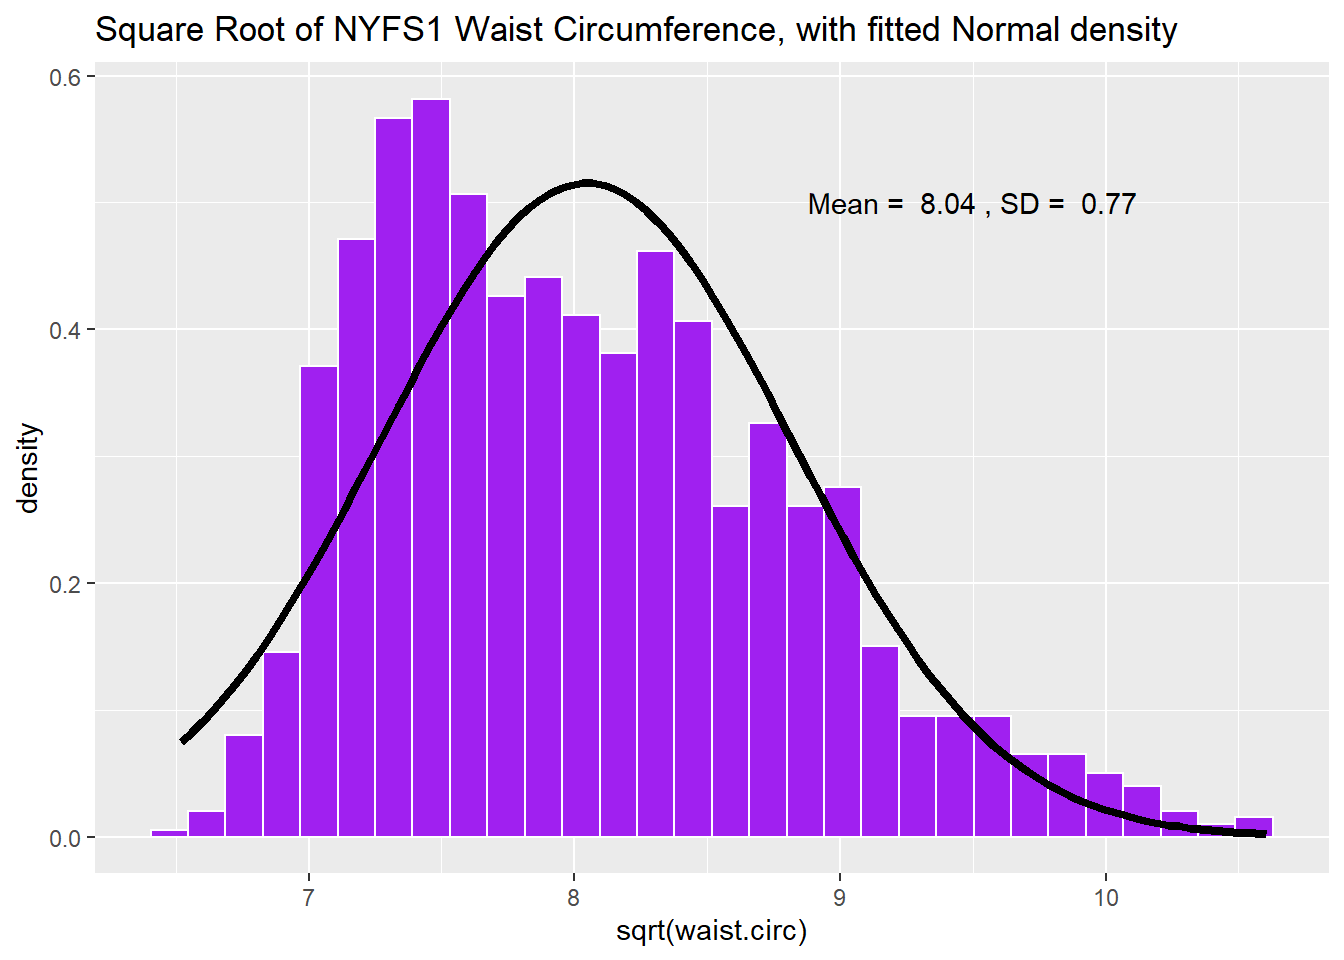 Square Root of NYFS1 Waist Circumference, with fitted Normal density
0.6
Mean =  8.04 , SD =  0.77
0.4
density
0.2
0.0
7 8 9 10
sqrt(waist.circ)